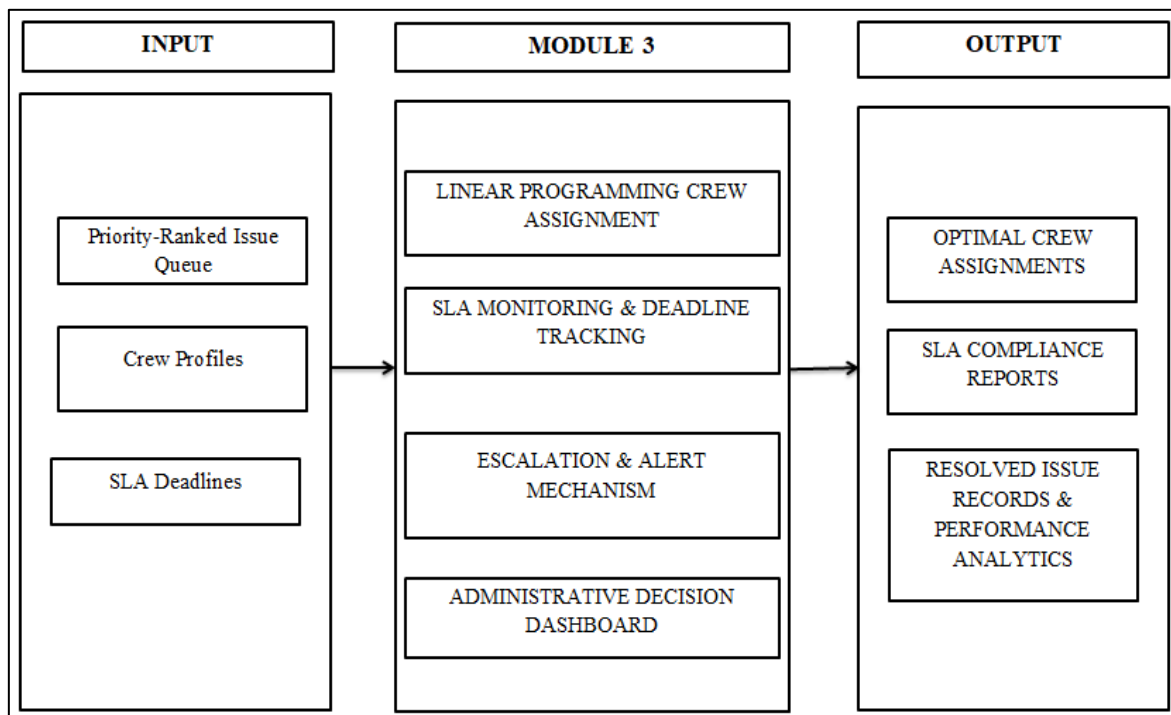 INPUT
MODULE 3
OUTPUT
Priority-Ranked Issue
Queue
Crew Profiles
SLA Deadlines
LINEAR PROGRAMMING CREW
ASSIGNMENT
SLA MONITORING & DEADLINE
TRACKING
ESCALATION & ALERT
MECHANISM
ADMINISTRATIVE DECISION
DASHBOARD
OPTIMAL CREW
ASSIGNMENTS
SLA COMPLIANCE
REPORTS
RESOLVED ISSUE
RECORDS &
PERFORMANCE
ANALYTICS